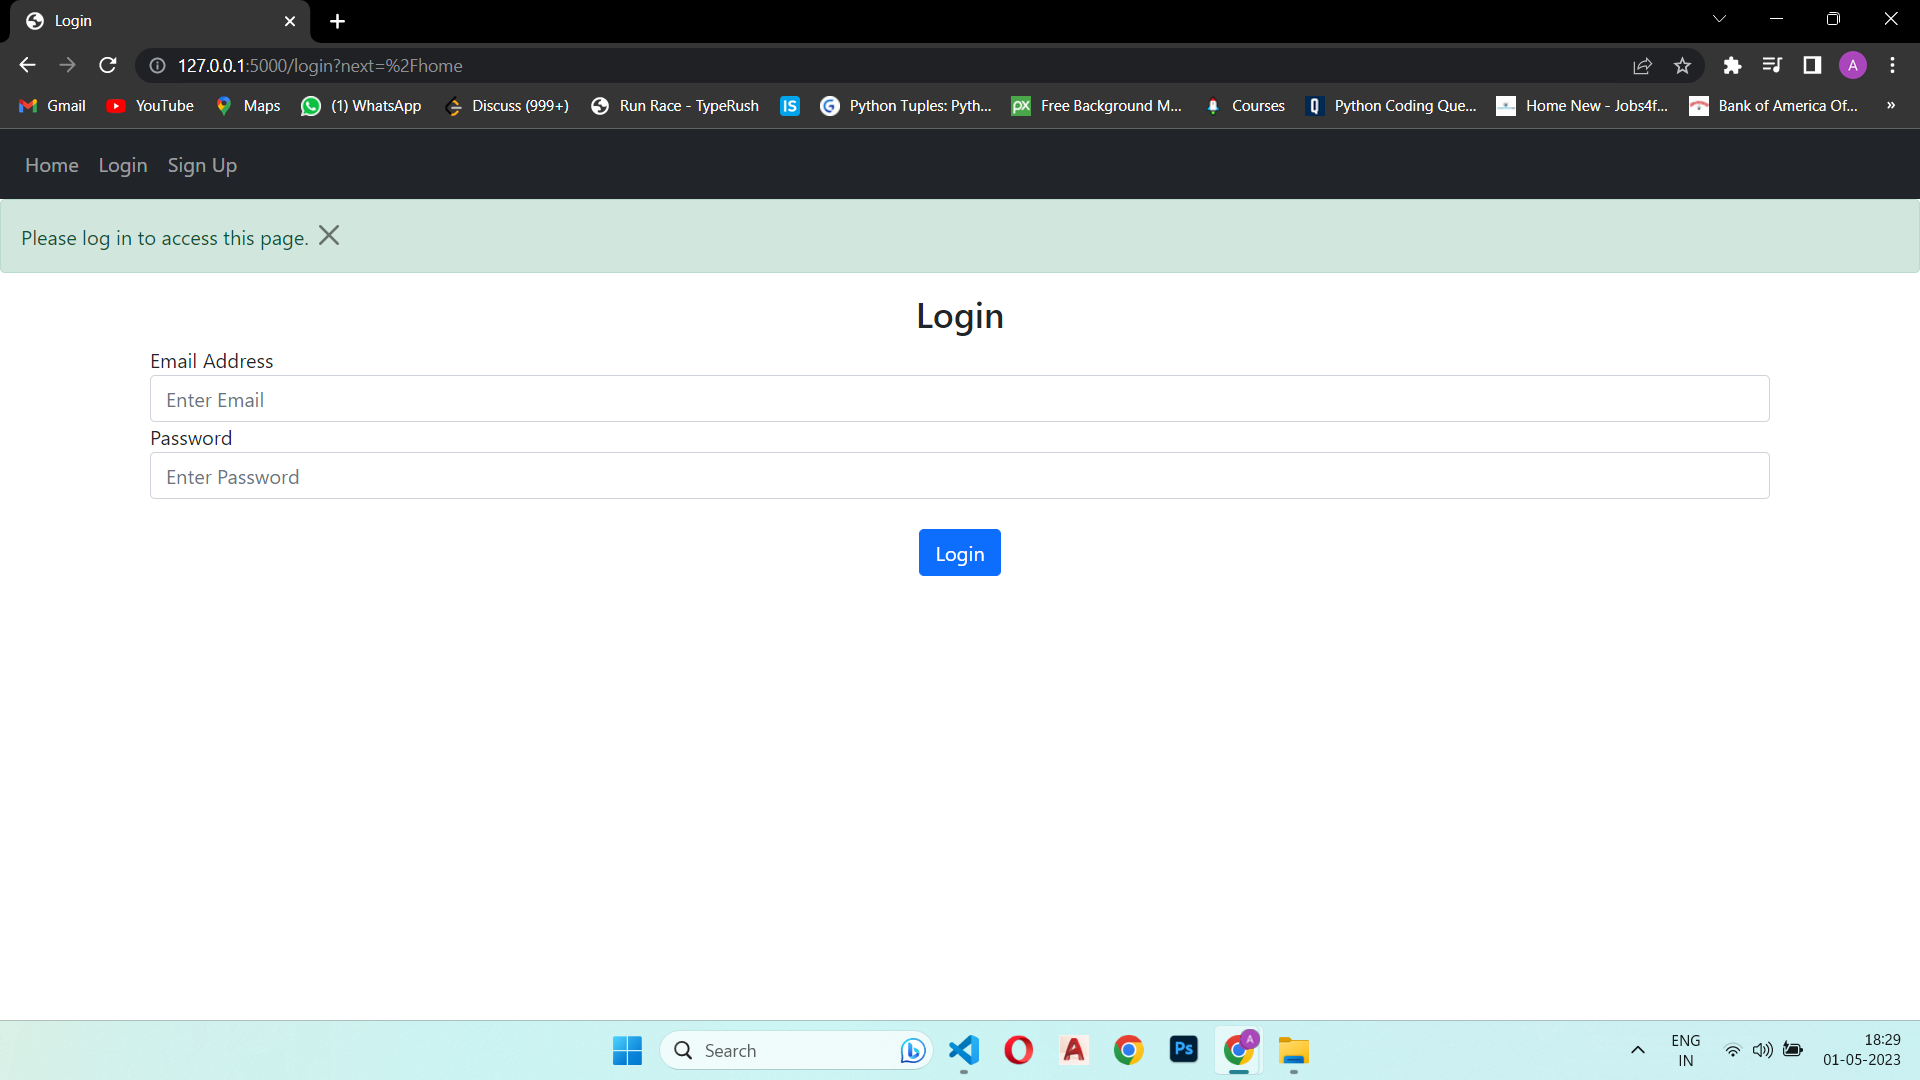 Login
127.0.0.1:5000/login?next=%2Fhome
A
Gmail YouTube Maps (1) WhatsApp Discuss (999+) Run Race - TypeRush IS Python Tuples: Pyth... px Free Background M... Courses Python Coding Que... Home New - Jobs4f... Bank of America Of... »
Home Login Sign Up
Please log in to access this page.
Login
Email Address
Enter Email
Password
Enter Password
Login
Search
Ps
A
ENG
IN
18:29
01-05-2023